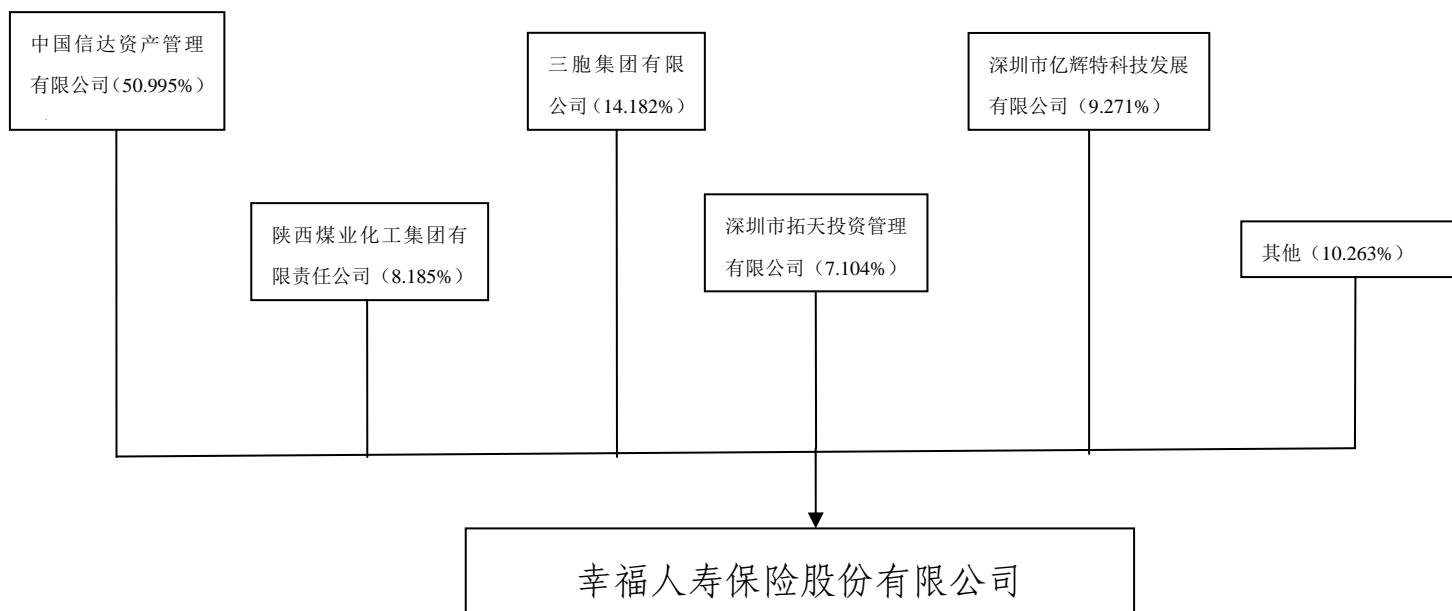 中国信达资产管理
有限公司（50.995%）
三胞集团有限
公司（14.182%）
深圳市亿辉特科技发展
有限公司（9.271%）
陕西煤业化工集团有
限责任公司（8.185%）
深圳市拓天投资管理
有限公司（7.104%）
其他（10.263%）
幸福人寿保险股份有限公司